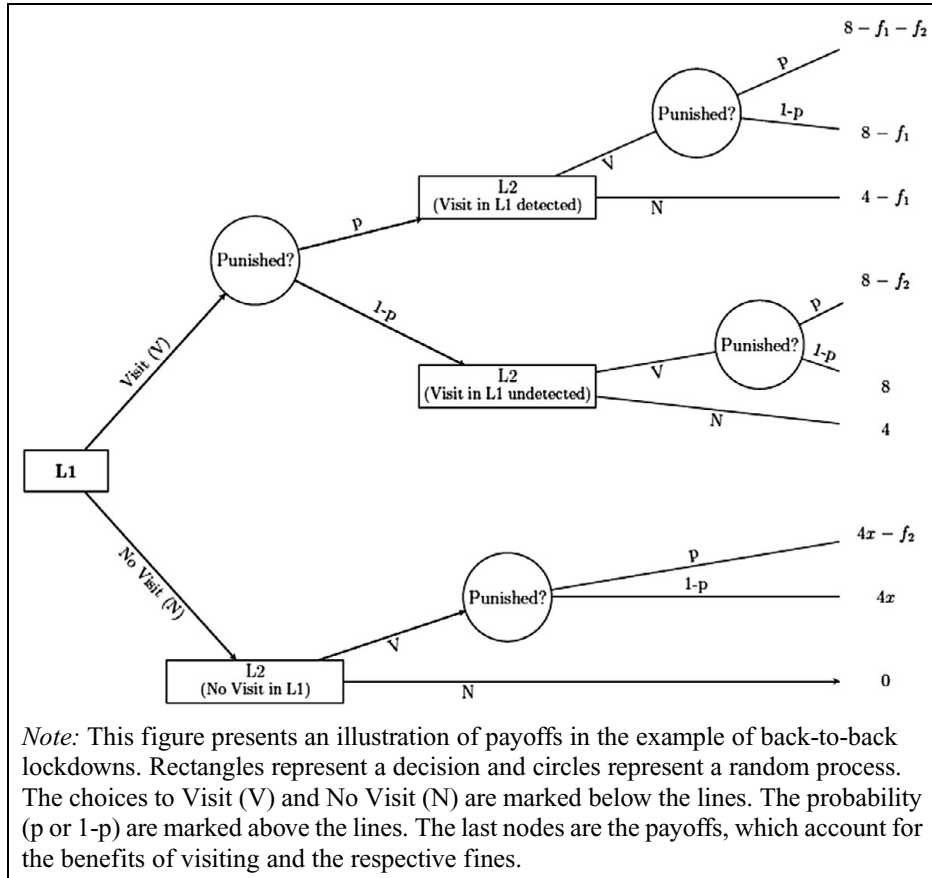 8 − f₁ − f₂
p
Punished?
1-p
8 − f₁
V
L2
(Visit in L1 detected)
4 − f₁
N
p
Punished?
8 − f₂
p
1-p
Punished?
1-p
Visit (V)
L2
(Visit in L1 undetected)
V
8
N
4
L1
4x − f₂
No Visit (N)
p
Punished?
1-p
4x
V
L2
(No Visit in L1)
N
0
Note: This figure presents an illustration of payoffs in the example of back-to-back
lockdowns. Rectangles represent a decision and circles represent a random process.
The choices to Visit (V) and No Visit (N) are marked below the lines. The probability
(p or 1-p) are marked above the lines. The last nodes are the payoffs, which account for
the benefits of visiting and the respective fines.